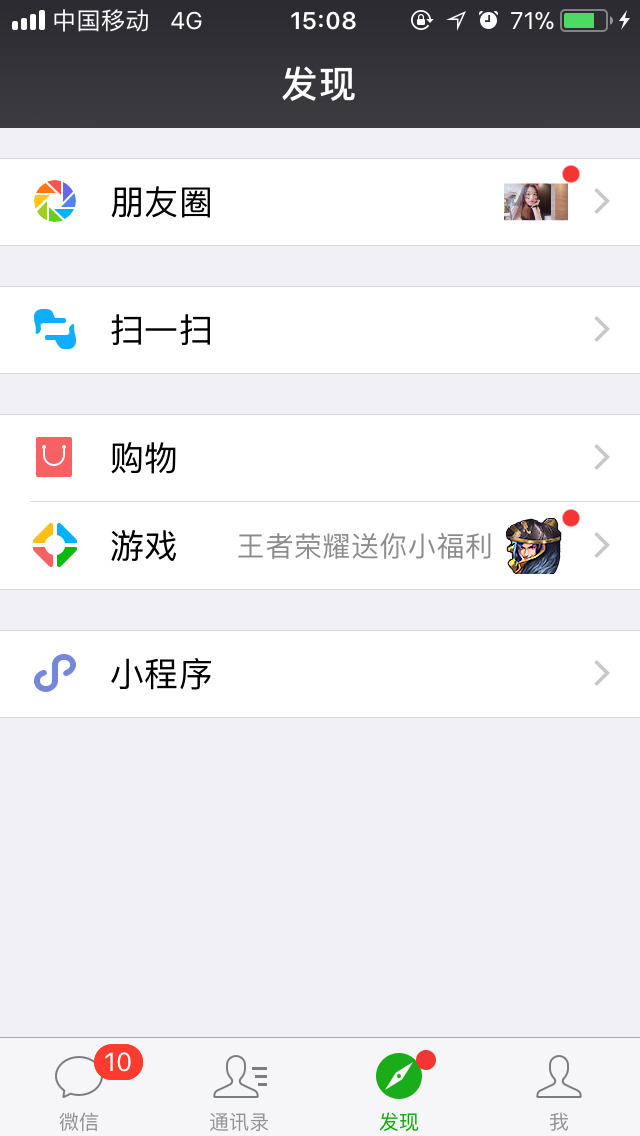 中国移动 4G 15:08 71%
发现
朋友圈
扫一扫
购物
游戏 王者荣耀送你小福利
小程序
10
微信 通讯录 发现 我